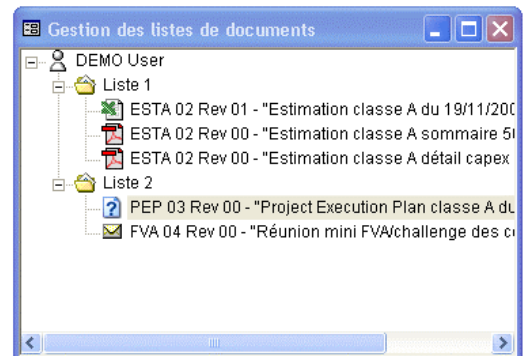 Gestion des listes de documents
DEMO User
Liste 1
ESTA 02 Rev 01 - "Estimation classe A du 19/11/200
ESTA 02 Rev 00 - "Estimation classe A sommaire 5
ESTA 02 Rev 00 - "Estimation classe A détail capex
Liste 2
PEP 03 Rev 00 - "Project Execution Plan classe A du
FVA 04 Rev 00 - "Réunion mini FVA/challenge des c